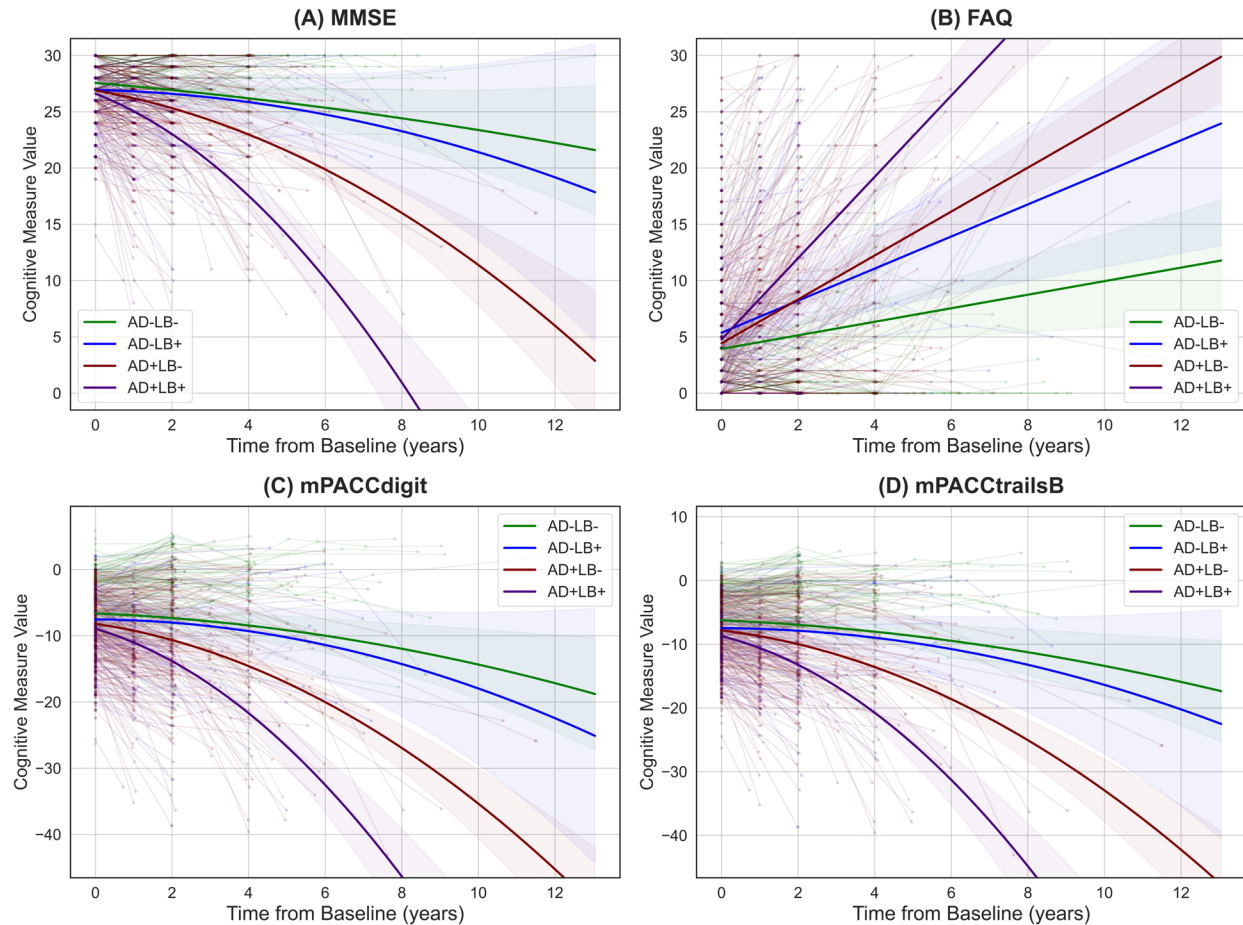 (A) MMSE
Cognitive Measure Value
30
25
20
15
10
5
0
AD-LB-
AD-LB+
AD+LB-
AD+LB+
0 2 4 6 8 10 12
Time from Baseline (years)
(B) FAQ
Cognitive Measure Value
30
25
20
15
10
5
0
AD-LB-
AD-LB+
AD+LB-
AD+LB+
0 2 4 6 8 10 12
Time from Baseline (years)
(C) mPACCdigit
Cognitive Measure Value
0
−10
−20
−30
−40
AD-LB-
AD-LB+
AD+LB-
AD+LB+
0 2 4 6 8 10 12
Time from Baseline (years)
(D) mPACCtrailsB
Cognitive Measure Value
10
0
−10
−20
−30
−40
AD-LB-
AD-LB+
AD+LB-
AD+LB+
0 2 4 6 8 10 12
Time from Baseline (years)